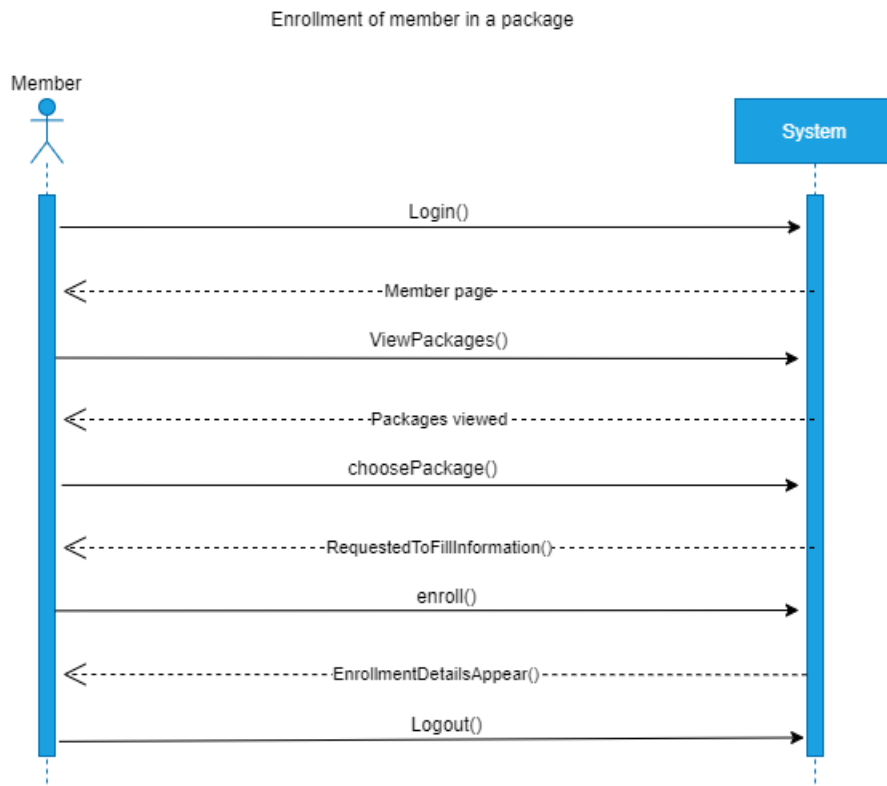 Enrollment of member in a package
Member
System
Login()
Member page
ViewPackages()
Packages viewed
choosePackage()
RequestedToFillInformation()
enroll()
EnrollmentDetailsAppear()
Logout()